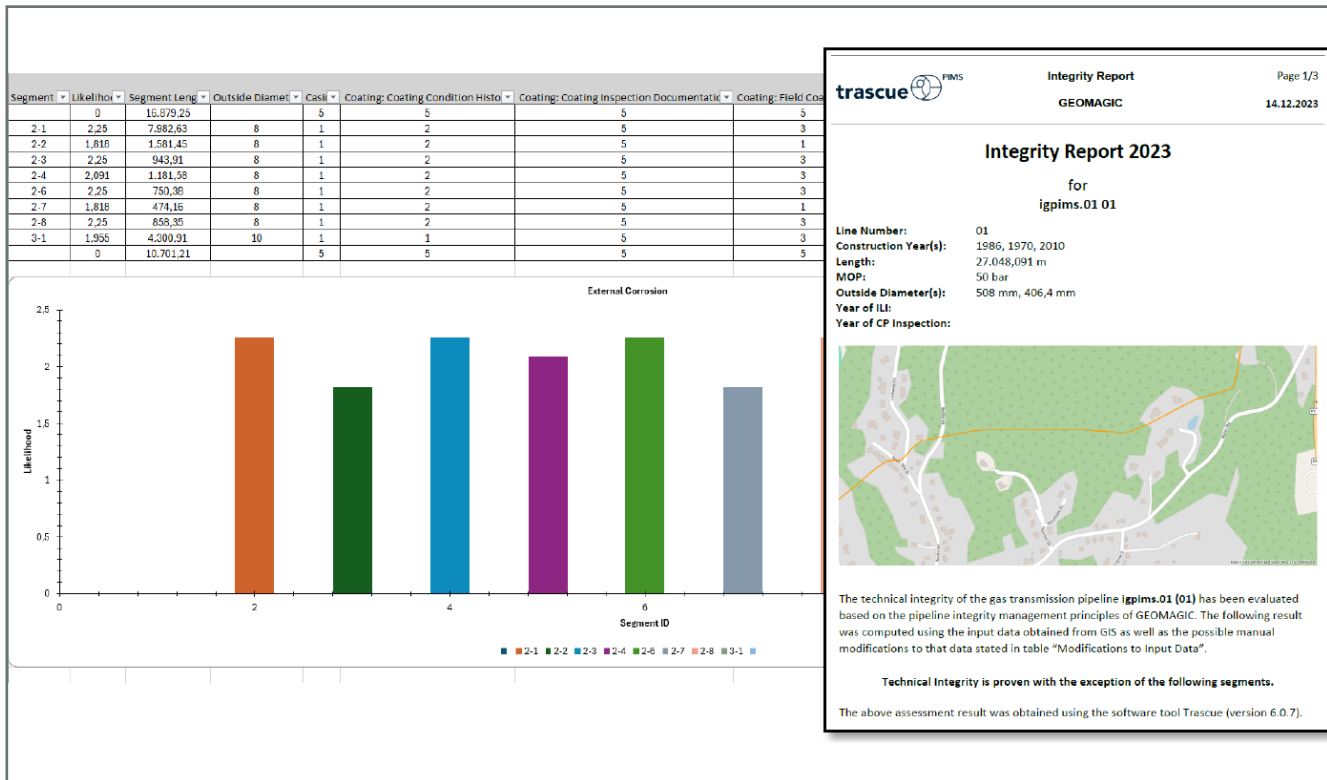 Segment Likelihoo Segment Leng Outside Diamet Casi Coating: Coating Condition Histo Coating: Coating Inspection Documentatic Coating: Field Coa
0 16.879,25 5 5 5 5
2-1 2,25 7.982,63 8 1 2 5 3
2-2 1,818 1.581,45 8 1 2 5 1
2-3 2,25 943,91 8 1 2 5 3
2-4 2,091 1.181,58 8 1 2 5 3
2-6 2,25 750,38 8 1 2 5 3
2-7 1,818 474,16 8 1 2 5 1
2-8 2,25 858,35 8 1 2 5 3
3-1 1,955 4.300,91 10 1 1 5 3
0 10.701,21 5 5 5 5
External Corrosion
Likelihood
2,5
2
1,5
1
0,5
0
0 2 4 6
Segment ID
2-1 2-2 2-3 2-4 2-6 2-7 2-8 3-1
trascue PIMS
Integrity Report
Page 1/3
GEOMAGIC
14.12.2023
Integrity Report 2023
for
igpims.01 01
Line Number: 01
Construction Year(s): 1986, 1970, 2010
Length: 27.048,091 m
MOP: 50 bar
Outside Diameter(s): 508 mm, 406,4 mm
Year of ILI:
Year of CP Inspection:
The technical integrity of the gas transmission pipeline igpims.01 (01) has been evaluated
based on the pipeline integrity management principles of GEOMAGIC. The following result
was computed using the input data obtained from GIS as well as the possible manual
modifications to that data stated in table “Modifications to Input Data”.
Technical Integrity is proven with the exception of the following segments.
The above assessment result was obtained using the software tool Trascue (version 6.0.7).